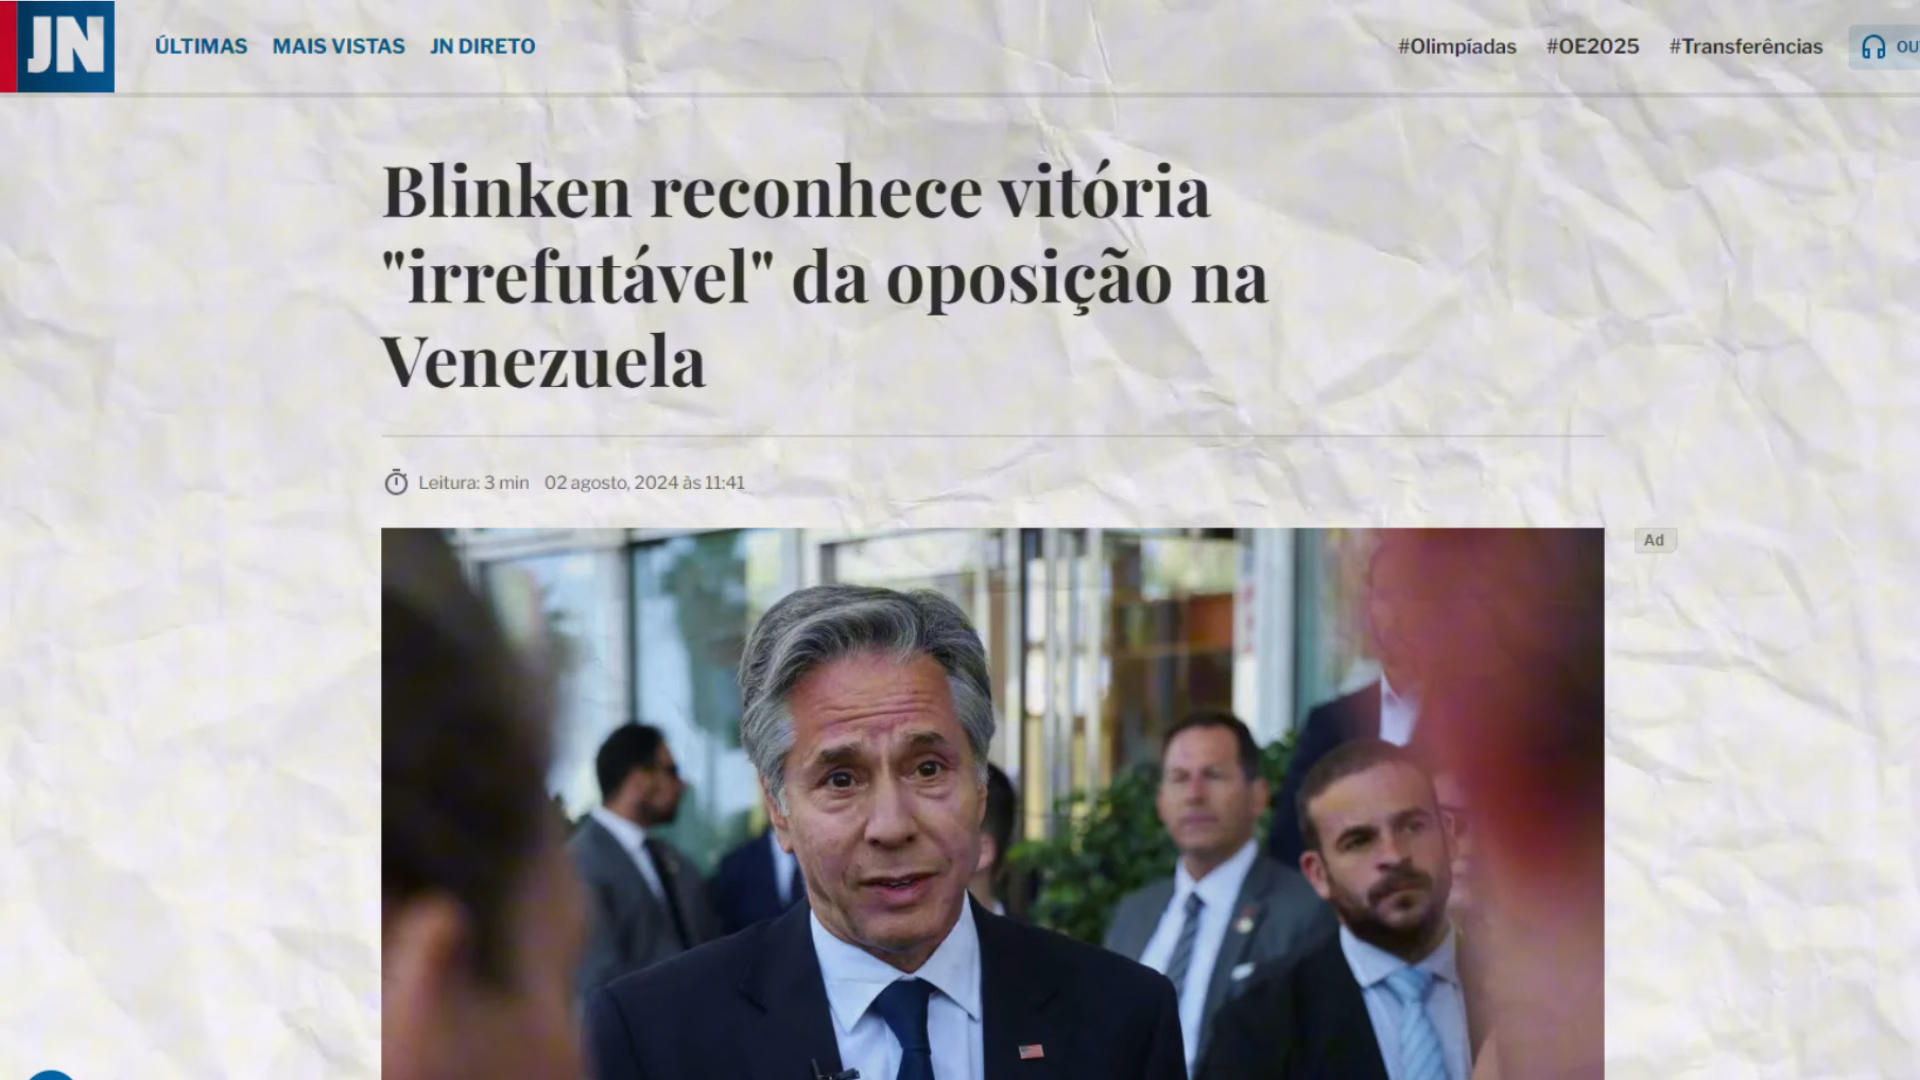 JN
ÚLTIMAS MAIS VISTAS JN DIRETO
#Olimpíadas #OE2025 #Transferências
Blinken reconhece vitória
"irrefutável" da oposição na
Venezuela
Leitura: 3 min 02 agosto, 2024 às 11:41
Ad